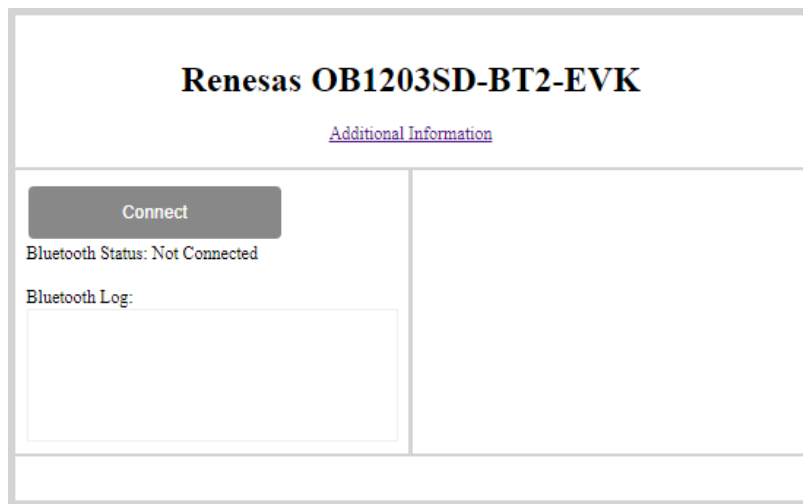 Renesas OB1203SD-BT2-EVK
Additional Information
Connect
Bluetooth Status: Not Connected
Bluetooth Log: